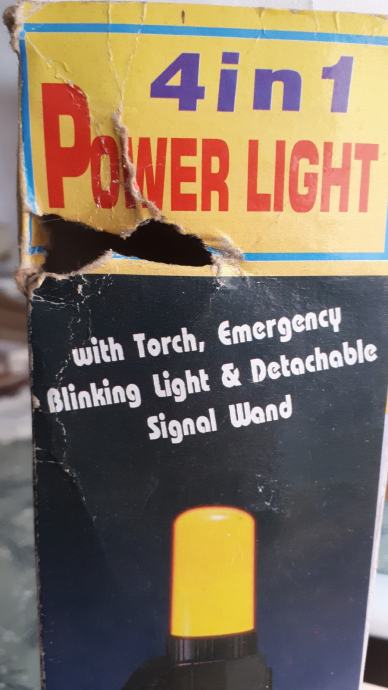 4in1
POWER LIGHT
with Torch, Emergency
Blinking Light & Detachable
Signal Wand